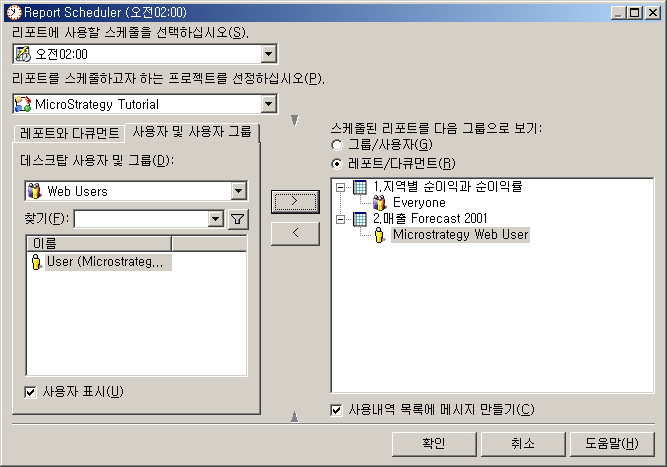 Report Scheduler (오전02:00)
리포트에 사용할 스케줄을 선택하십시오(S).
오전02:00
리포트를 스케줄하고자 하는 프로젝트를 선정하십시오(P).
MicroStrategy Tutorial
레포트와 다큐먼트
사용자 및 사용자 그룹
데스크탑 사용자 및 그룹(D):
Web Users
찾기(F):
이름
User (Microstrateg...
사용자 표시(U)
>
<
스케줄된 리포트를 다음 그룹으로 보기:
그룹/사용자(G)
레포트/다큐먼트(R)
1.지역별 순이익과 순이익률
Everyone
2.매출 Forecast 2001
Microstrategy Web User
사용내역 목록에 메시지 만들기(C)
확인
취소
도움말(H)